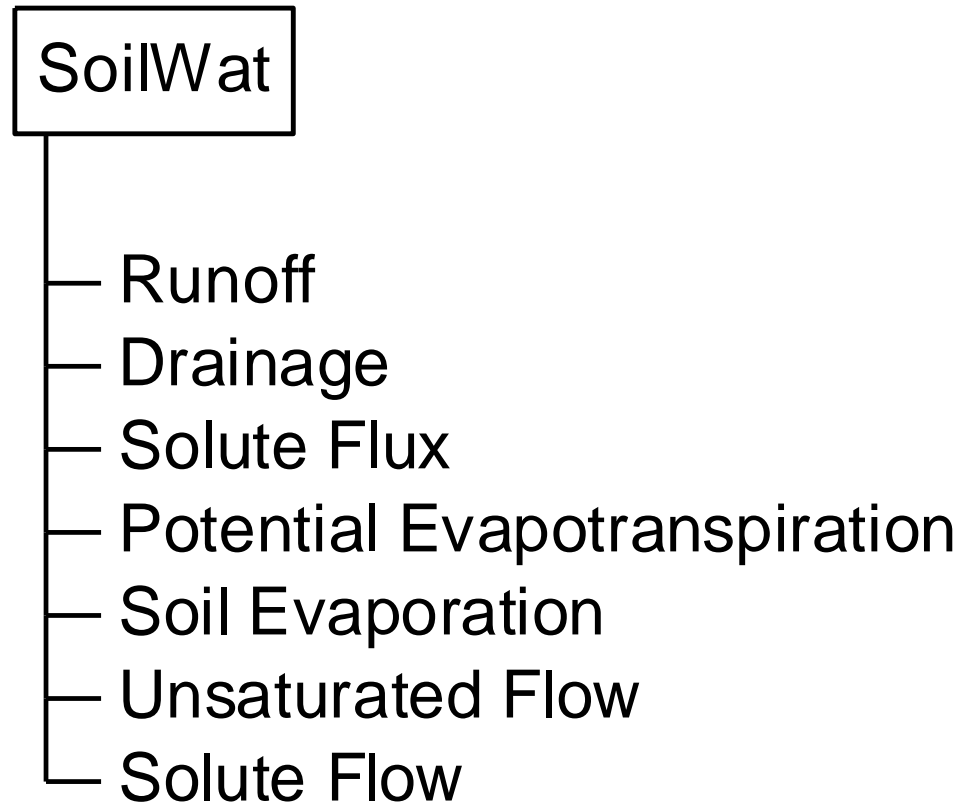 SoilWat
Runoff
Drainage
Solute Flux
Potential Evapotranspiration
Soil Evaporation
Unsaturated Flow
Solute Flow